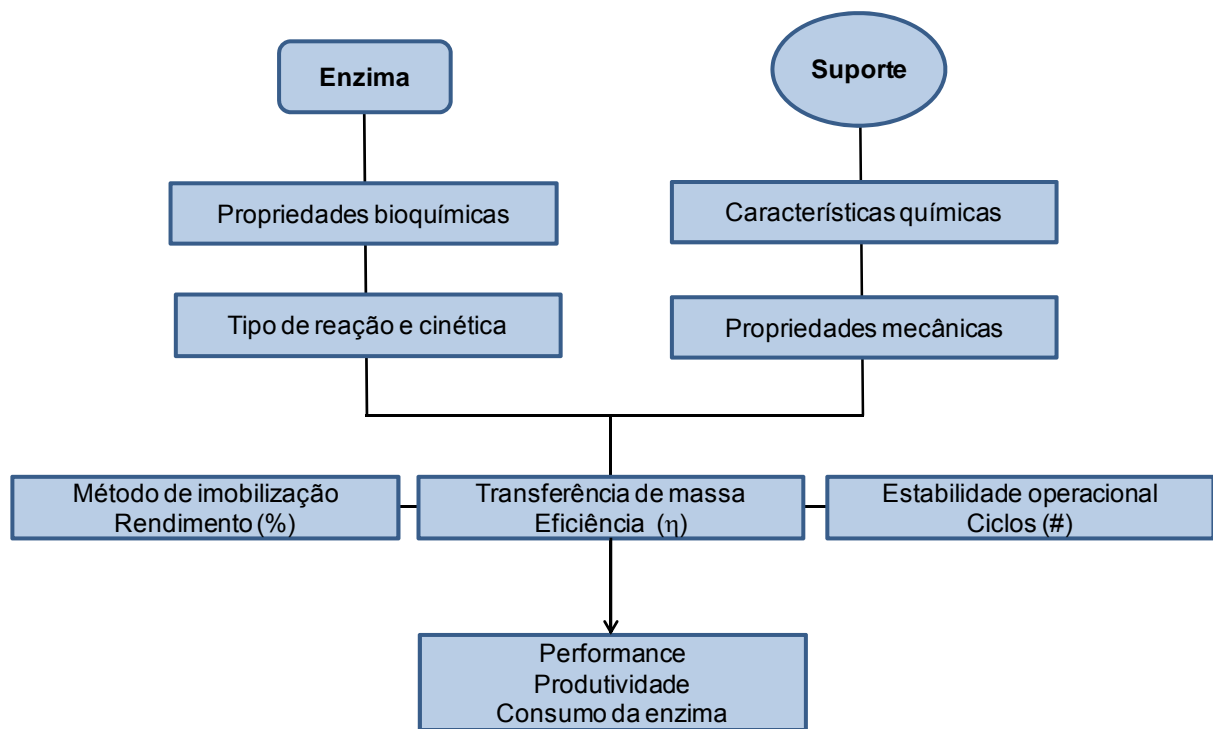 Enzima
Suporte
Propriedades bioquímicas
Características químicas
Tipo de reação e cinética
Propriedades mecânicas
Método de imobilização
Rendimento (%)
Transferência de massa
Eficiência (η)
Estabilidade operacional
Ciclos (#)
Performance
Produtividade
Consumo da enzima